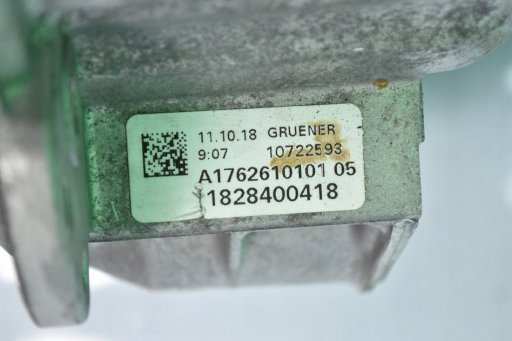 11.10.18 GRUENER
9:07 10722593
A1762610101 05
1828400418